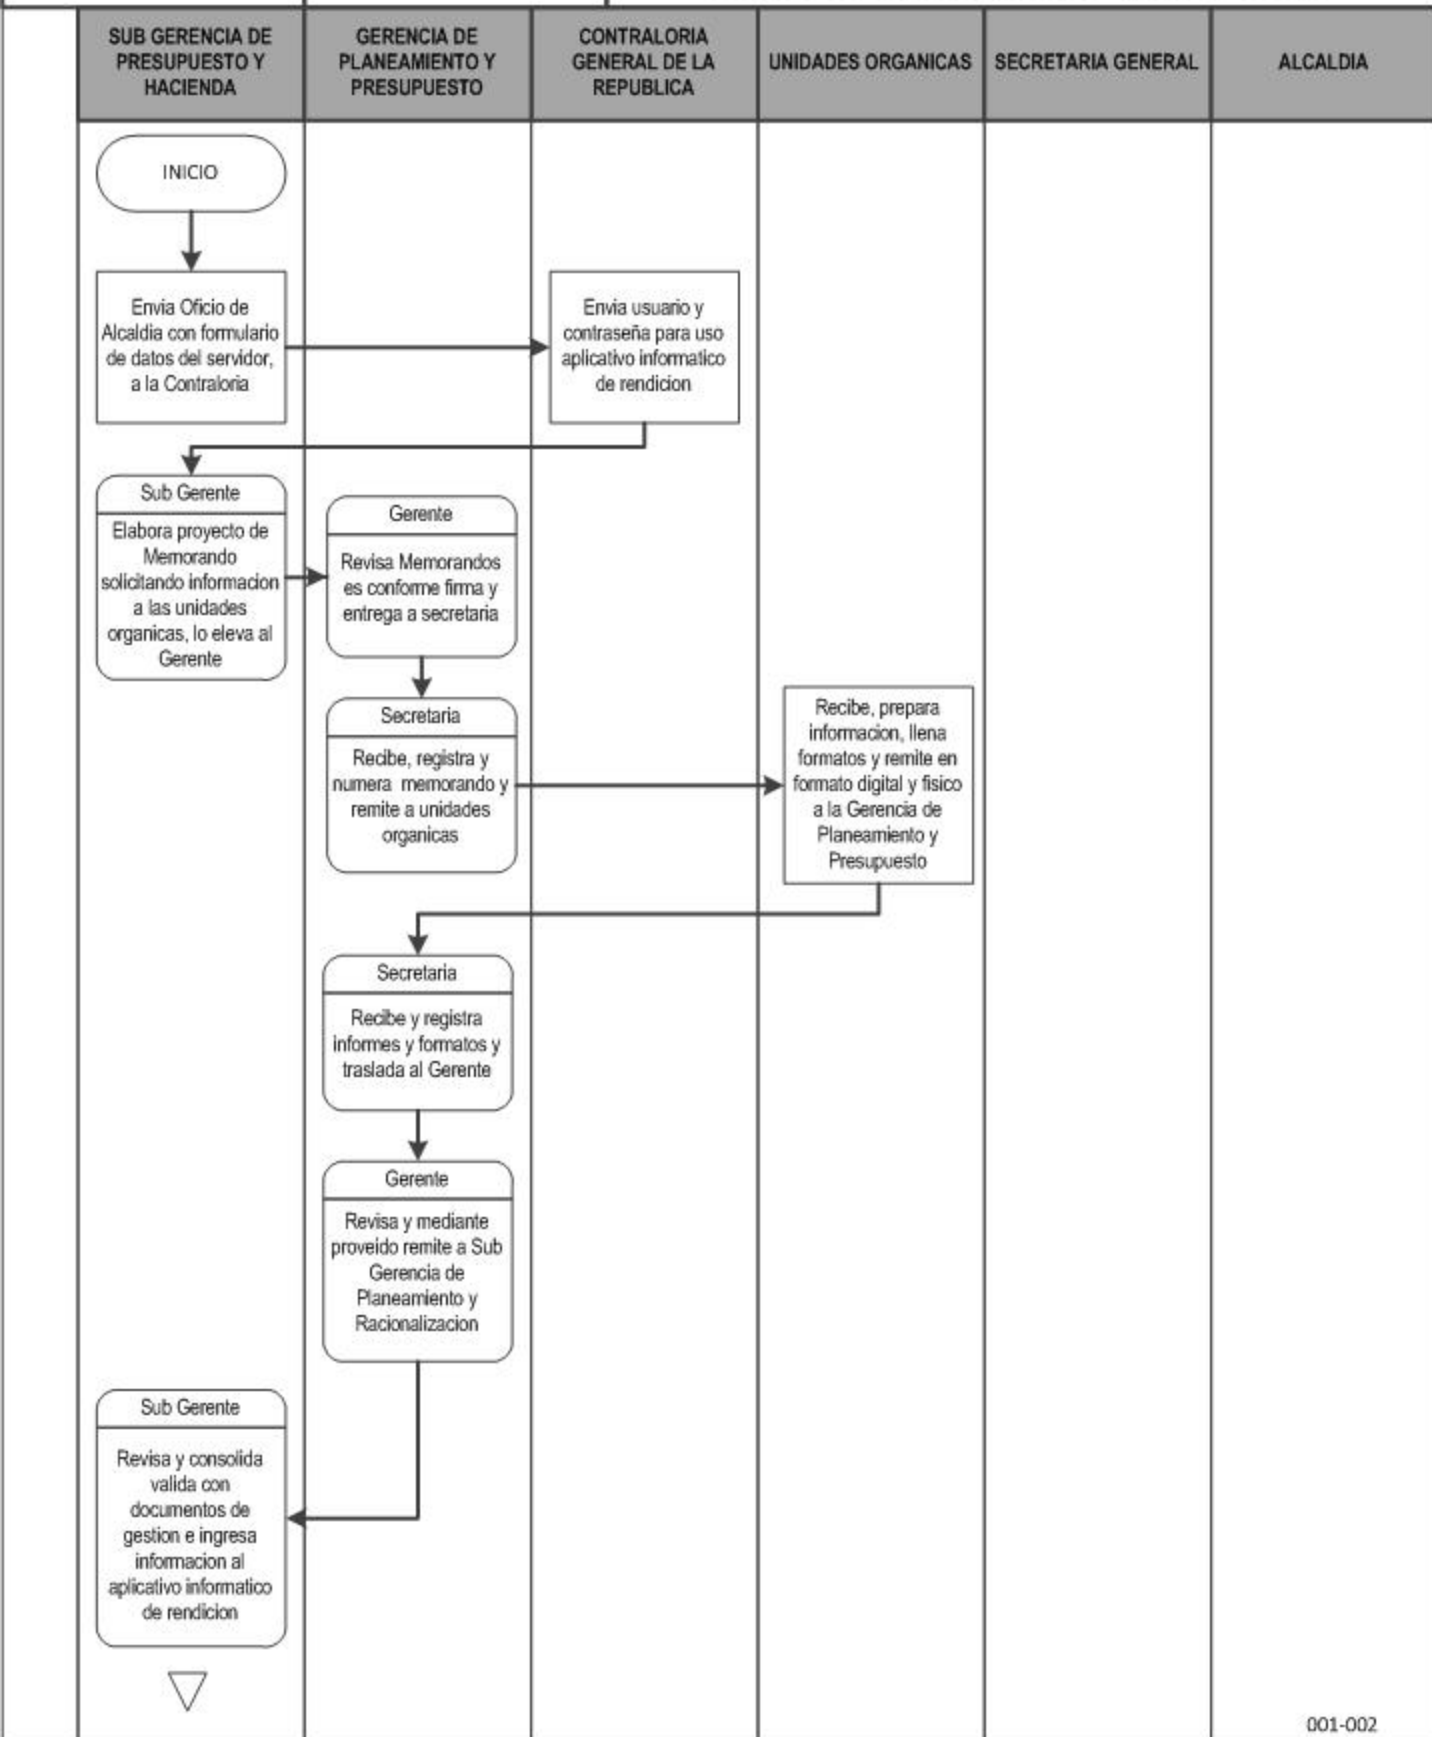 SUB GERENCIA DE
PRESUPUESTO Y
HACIENDA
GERENCIA DE
PLANEAMIENTO Y
PRESUPUESTO
CONTRALORIA
GENERAL DE LA
REPUBLICA
UNIDADES ORGANICAS
SECRETARIA GENERAL
ALCALDIA
INICIO
Envia Oficio de
Alcaldia con formulario
de datos del servidor,
a la Contraloria
Envia usuario y
contraseña para uso
aplicativo informatico
de rendicion
Sub Gerente
Elabora proyecto de
Memorando
solicitando informacion
a las unidades
organicas, lo eleva al
Gerente
Gerente
Revisa Memorandos
es conforme firma y
entrega a secretaria
Secretaria
Recibe, registra y
numera memorando y
remite a unidades
organicas
Recibe, prepara
informacion, llena
formatos y remite en
formato digital y fisico
a la Gerencia de
Planeamiento y
Presupuesto
Secretaria
Recibe y registra
informes y formatos y
traslada al Gerente
Gerente
Revisa y mediante
proveido remite a Sub
Gerencia de
Planeamiento y
Racionalizacion
Sub Gerente
Revisa y consolida
valida con
documentos de
gestion e ingresa
informacion al
aplicativo informatico
de rendicion
001-002